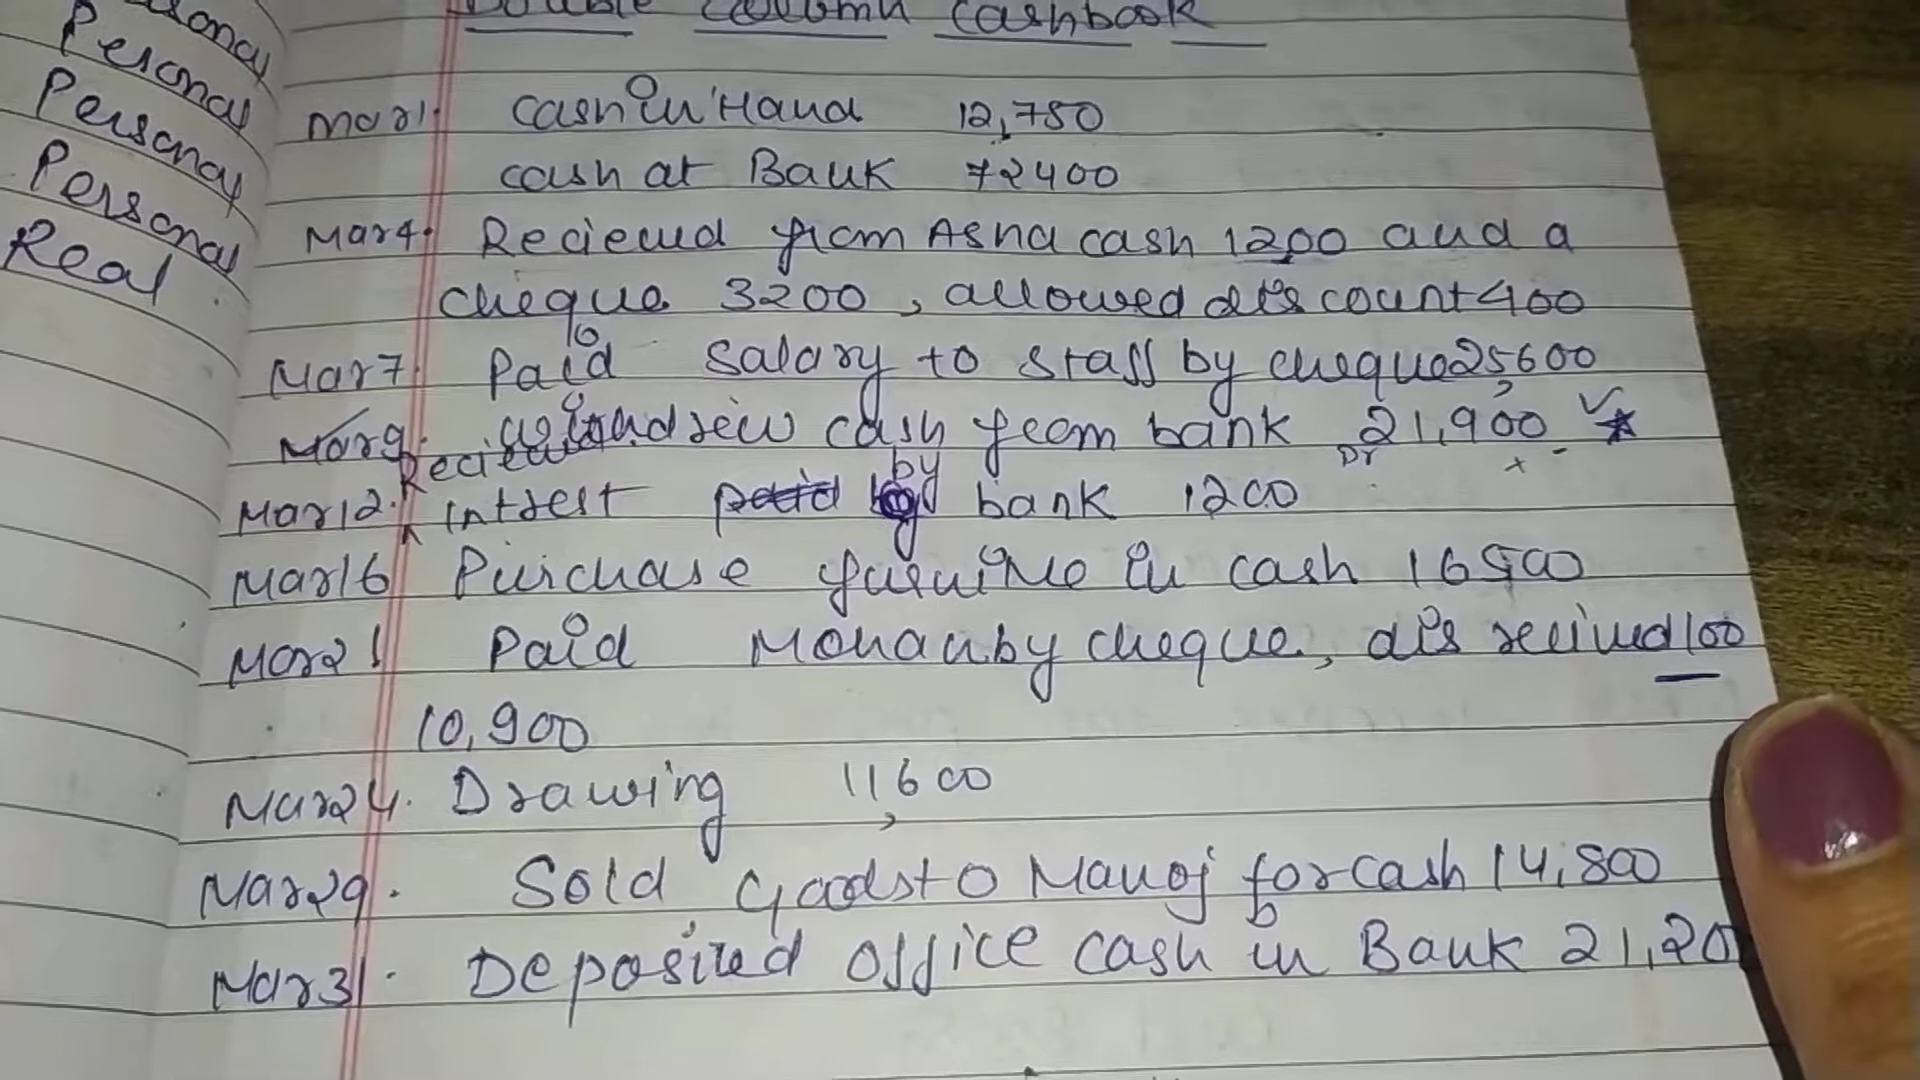 Personal
Personal
Personal
Real
Double Column Cashbook
Mar1. Cash in Hand 12,750
cash at Bank 72400
Mar4. Recieved from Asha cash 1200 and a
cheque 3200, allowed discount 400
Mar7. Paid Salary to staff by cheque 25600
Mar9. withdrew cash from bank 21,900
Dr
Mar12. Recieved Intrest paid by bank 1200
Mar16 Purchase furniture in cash 16500
Mar21 Paid Mohan by cheque, dis recived 100
10,900
Mar24. Drawing 11600
Mar29. Sold Goods to Manoj for cash 14,800
Mar31. Deposited office cash in Bank 21,20